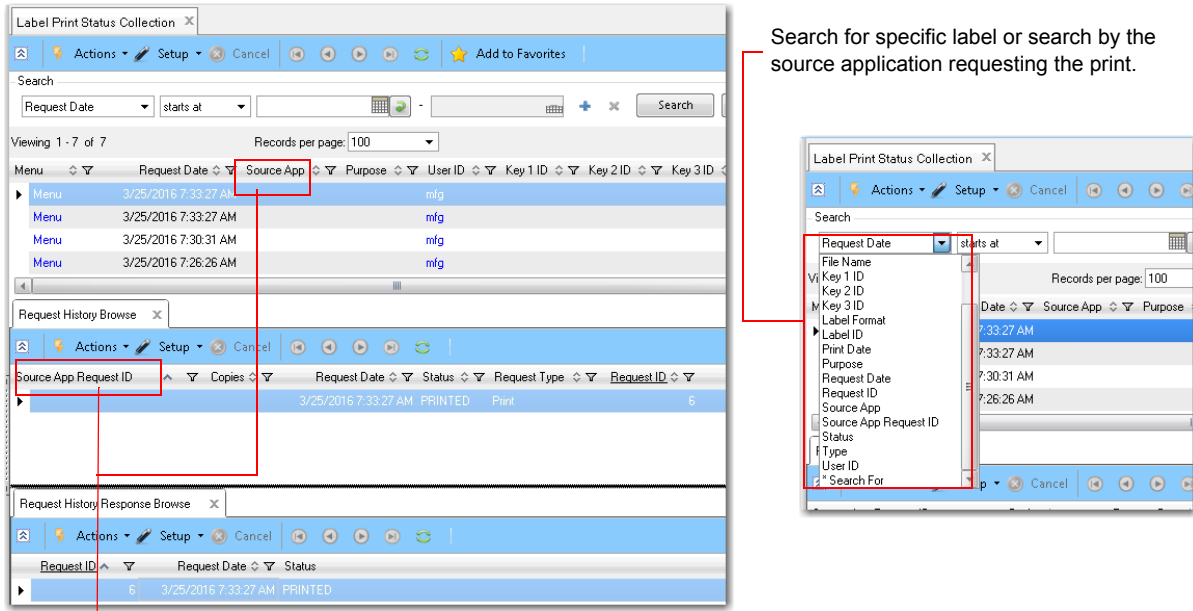 Label Print Status Collection
Actions Setup Cancel Add to Favorites
Search
Request Date starts at - Search
Viewing 1 - 7 of 7 Records per page: 100
Menu Request Date Source App Purpose User ID Key 1 ID Key 2 ID Key 3 ID
Menu 3/25/2016 7:33:27 AM mfg
Menu 3/25/2016 7:33:27 AM mfg
Menu 3/25/2016 7:30:31 AM mfg
Menu 3/25/2016 7:26:26 AM mfg
Request History Browse
Actions Setup Cancel
Source App Request ID Copies Request Date Status Request Type Request ID
3/25/2016 7:33:27 AM PRINTED Print 6
Request History Response Browse
Actions Setup Cancel
Request ID Request Date Status
6 3/25/2016 7:33:27 AM PRINTED
Search for specific label or search by the
source application requesting the print.
Label Print Status Collection
Actions Setup Cancel
Search
Request Date starts at
File Name
Key 1 ID Records per page: 100
Key 2 ID
Key 3 ID Date Source App Purpose
Label Format
Label ID 7:33:27 AM
Print Date 7:33:27 AM
Purpose
Request Date 7:30:31 AM
Request ID
Source App 7:26:26 AM
Source App Request ID
Status
Type
User ID
* Search For Cancel